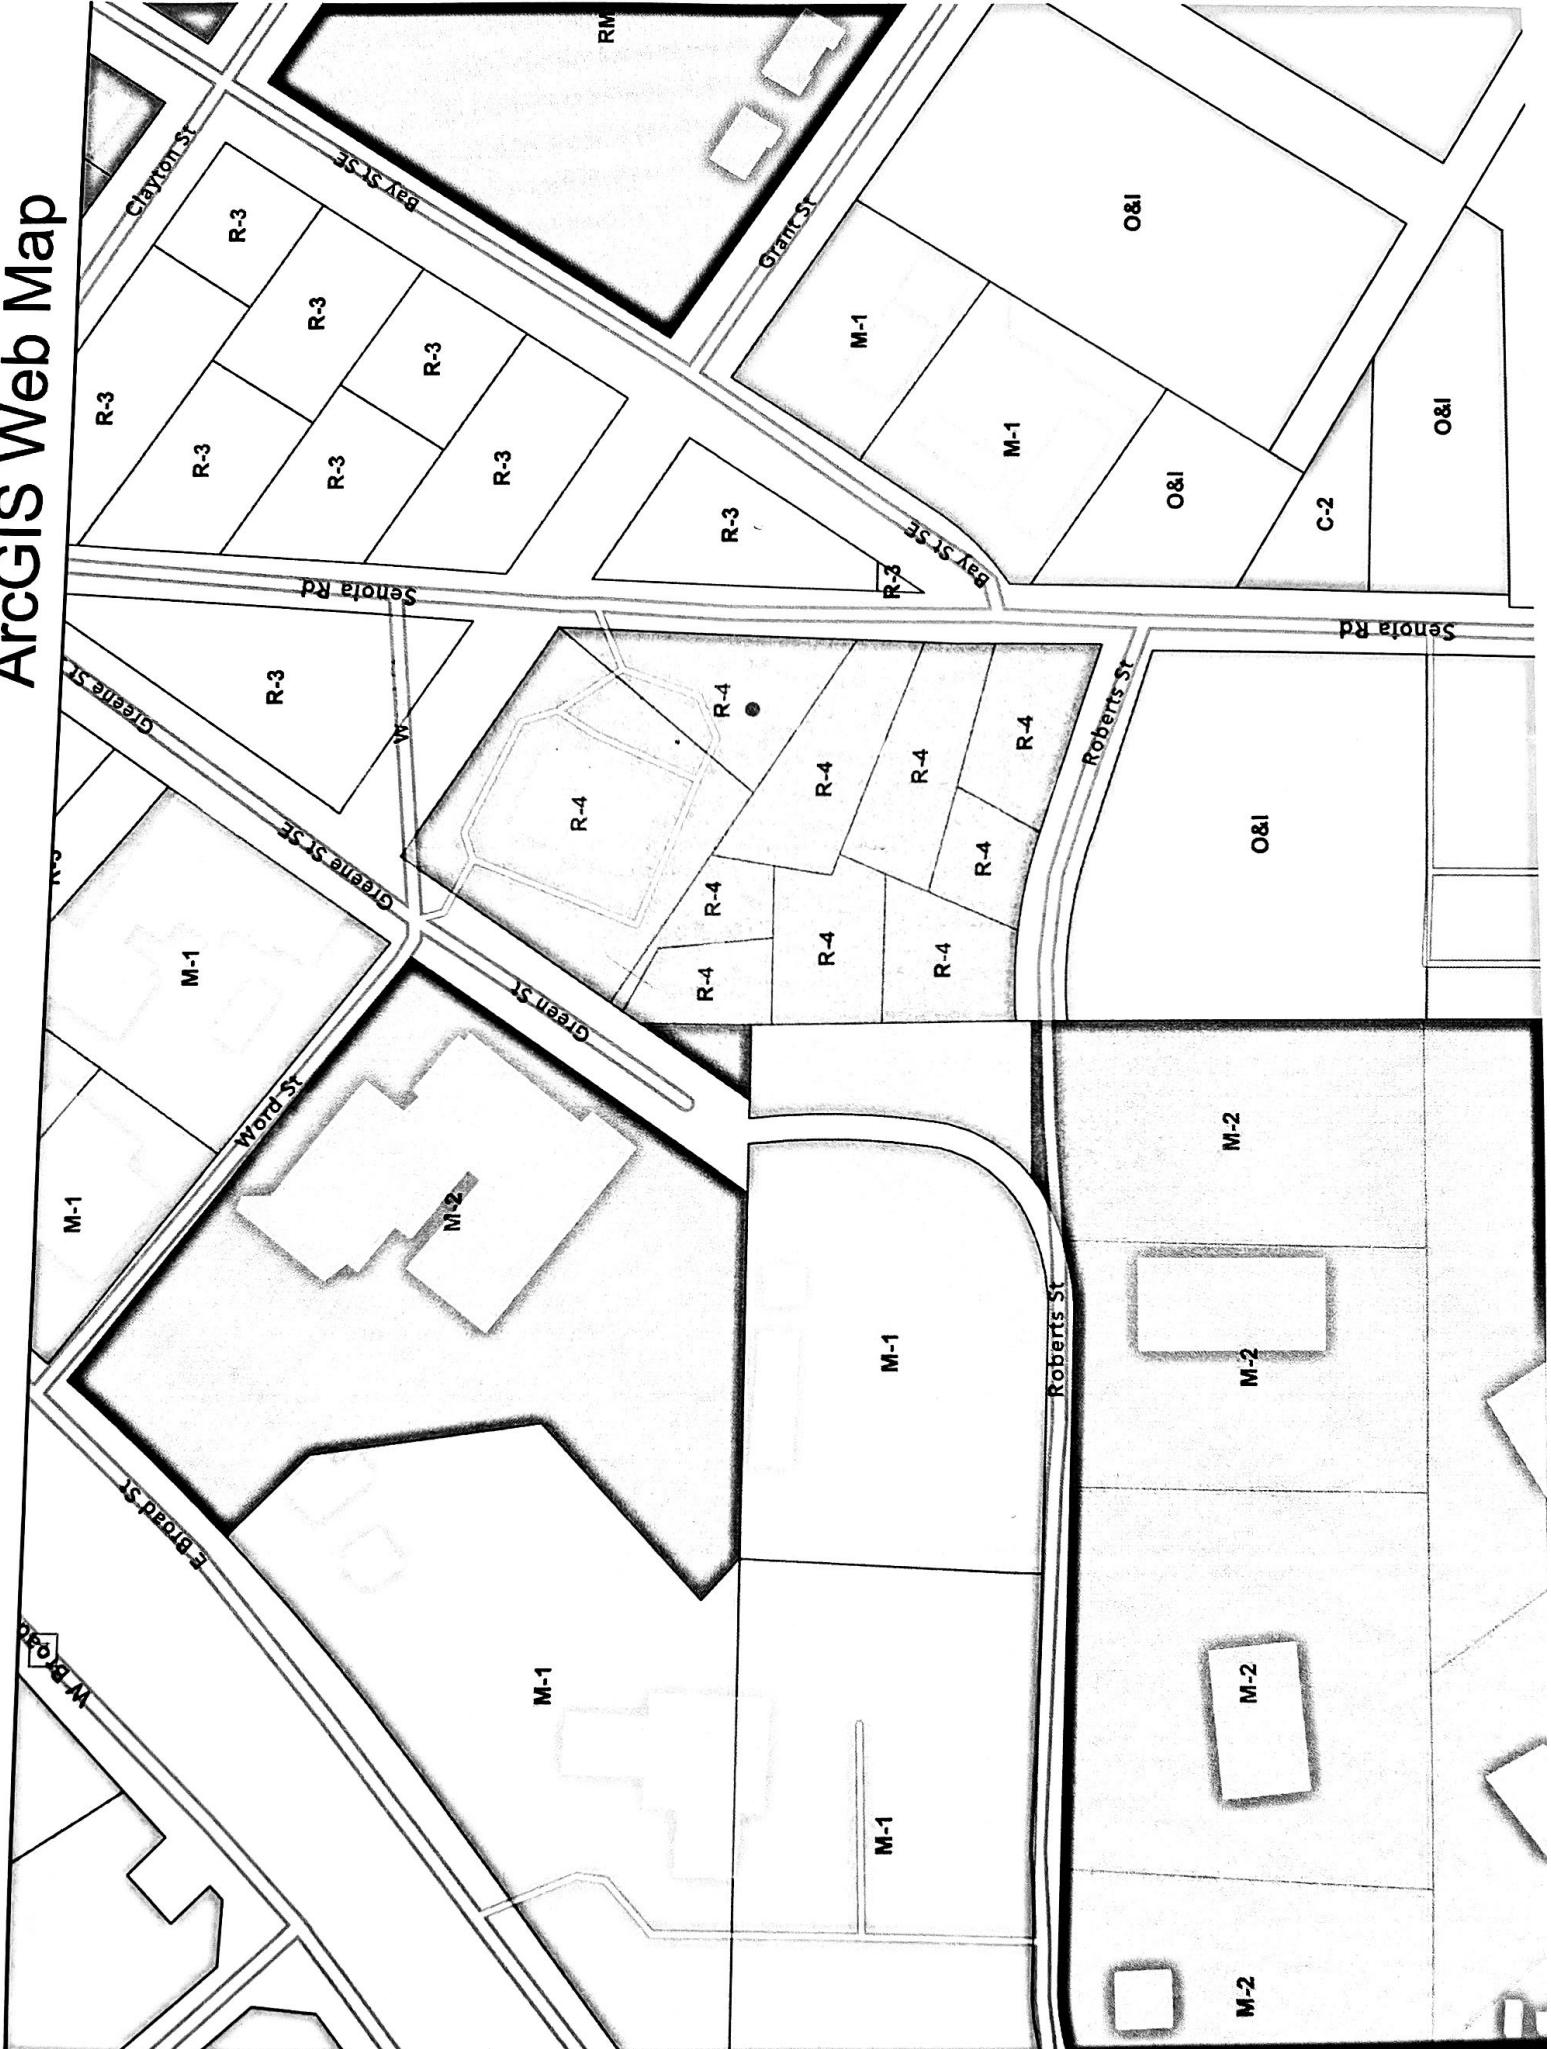 ArcGIS Web Map
W Broad
M-1
Greene St
R-3
Clayton St
E Broad St
M-1
R-3
R-3
Word St
R-3
Greene St SE
R-3
R-3
Senoia Rd
R-3
Bay St SE
W
M-2
R-3
R-3
M-1
Green St
R-4
RM
R-4
R-4
R-4
R-3
Grant St
R-4
R-4
M-1
M-1
M-1
R-3
R-4
R-4
Bay St SE
R-4
R-4
M-1
Roberts St
Roberts St
O&I
O&I
M-2
M-2
M-2
M-2
O&I
C-2
Senoia Rd
O&I